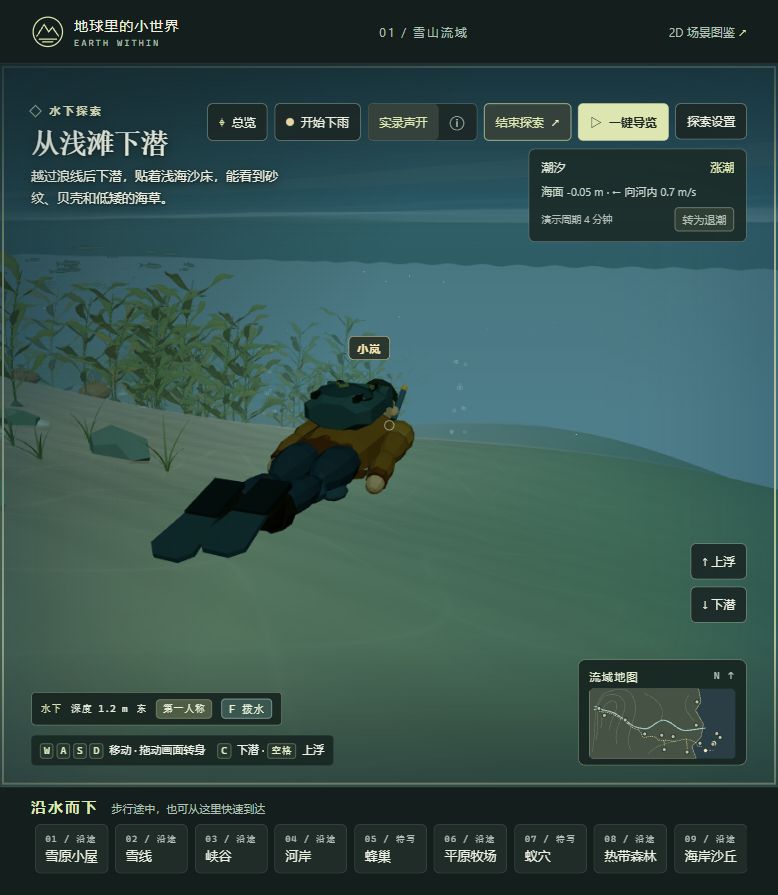 地球里的小世界
EARTH WITHIN
01 / 雪山流域
2D 场景图鉴 ↗
水下探索
总览
开始下雨
实录声开
结束探索 ↗
一键导览
探索设置
从浅滩下潜
越过浪线后下潜，贴着浅海沙床，能看到砂
纹、贝壳和低矮的海草。
潮汐 涨潮
海面 -0.05 m · ← 向河内 0.7 m/s
演示周期 4 分钟 转为退潮
小岚
↑ 上浮
↓ 下潜
流域地图 N ↑
水下 深度 1.2 m 东 第一人称 F 拨水
W A S D 移动 · 拖动画面转身 C 下潜 · 空格 上浮
沿水而下 步行途中，也可从这里快速到达
01 / 沿途
雪原小屋
02 / 沿途
雪线
03 / 沿途
峡谷
04 / 沿途
河岸
05 / 特写
蜂巢
06 / 沿途
平原牧场
07 / 特写
蚁穴
08 / 沿途
热带森林
09 / 沿途
海岸沙丘